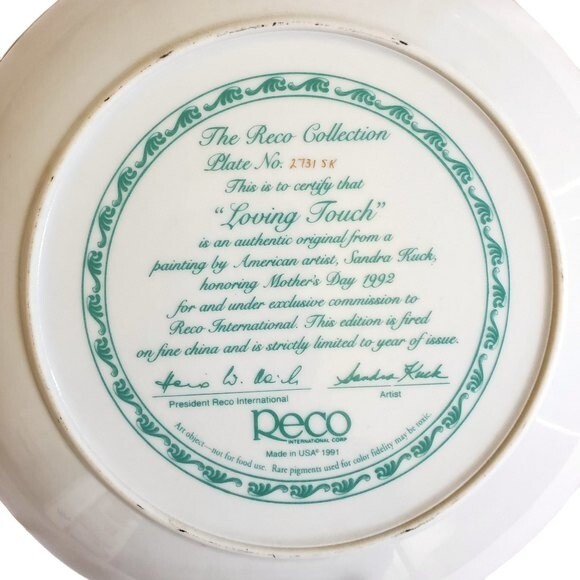 The Reco Collection
Plate No. 2731 SK
This is to certify that
"Loving Touch"
is an authentic original from a
painting by American artist, Sandra Kuck,
honoring Mother's Day 1992
for and under exclusive commission to
Reco International. This edition is fired
on fine china and is strictly limited to year of issue.
Sandra Kuck
President Reco International
Artist
Reco
INTERNATIONAL CORP.
Made in USA© 1991
Art object—not for food use. Rare pigments used for color fidelity may be toxic.